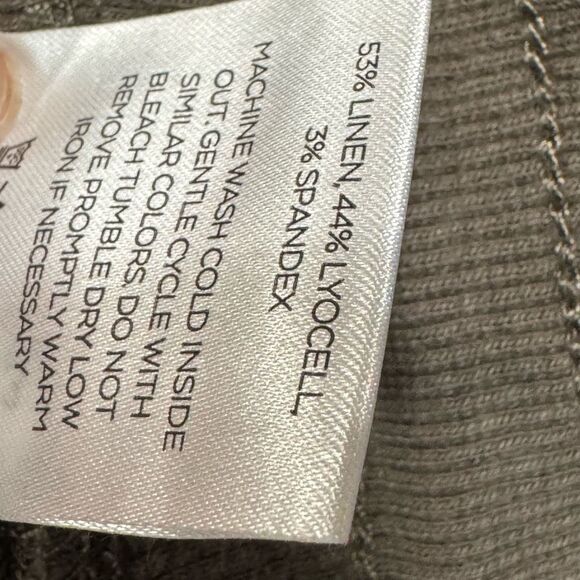 53% LINEN, 44% LYOCELL,
3% SPANDEX
MACHINE WASH COLD INSIDE
OUT. GENTLE CYCLE WITH
SIMILAR COLORS. DO NOT
BLEACH TUMBLE DRY LOW
REMOVE PROMPTLY WARM
IRON IF NECESSARY